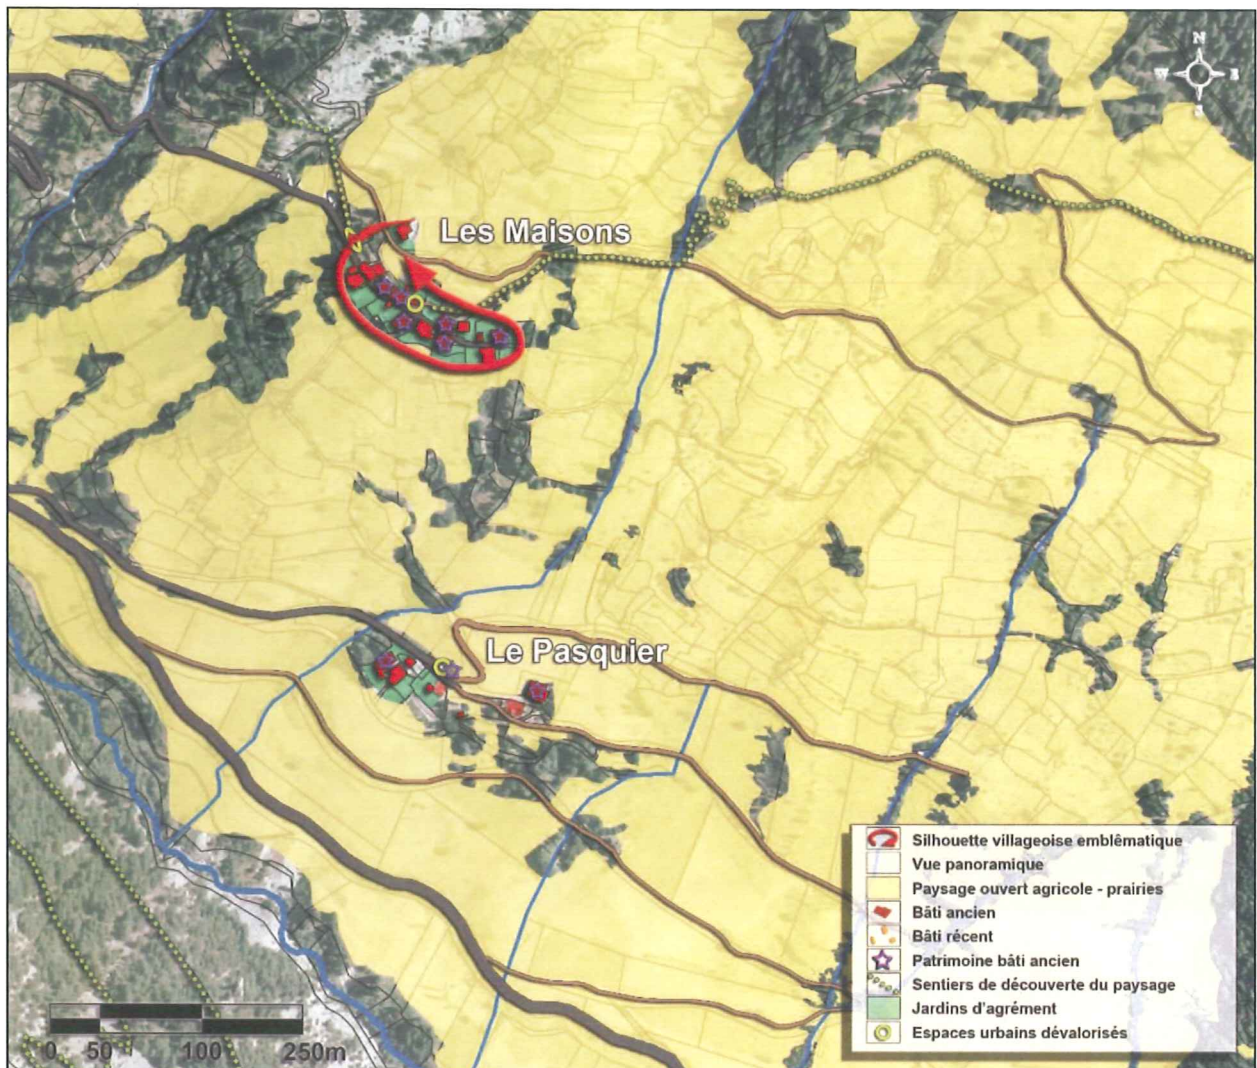 N
W E
S
Les Maisons
Le Pasquier
Silhouette villageoise emblêmatique
Vue panoramique
Paysage ouvert agricole - prairies
Bâti ancien
Bâti récent
Patrimoine bâti ancien
Sentiers de découverte du paysage
Jardins d'agrément
Espaces urbains dévalorisés
0 50 100 250m